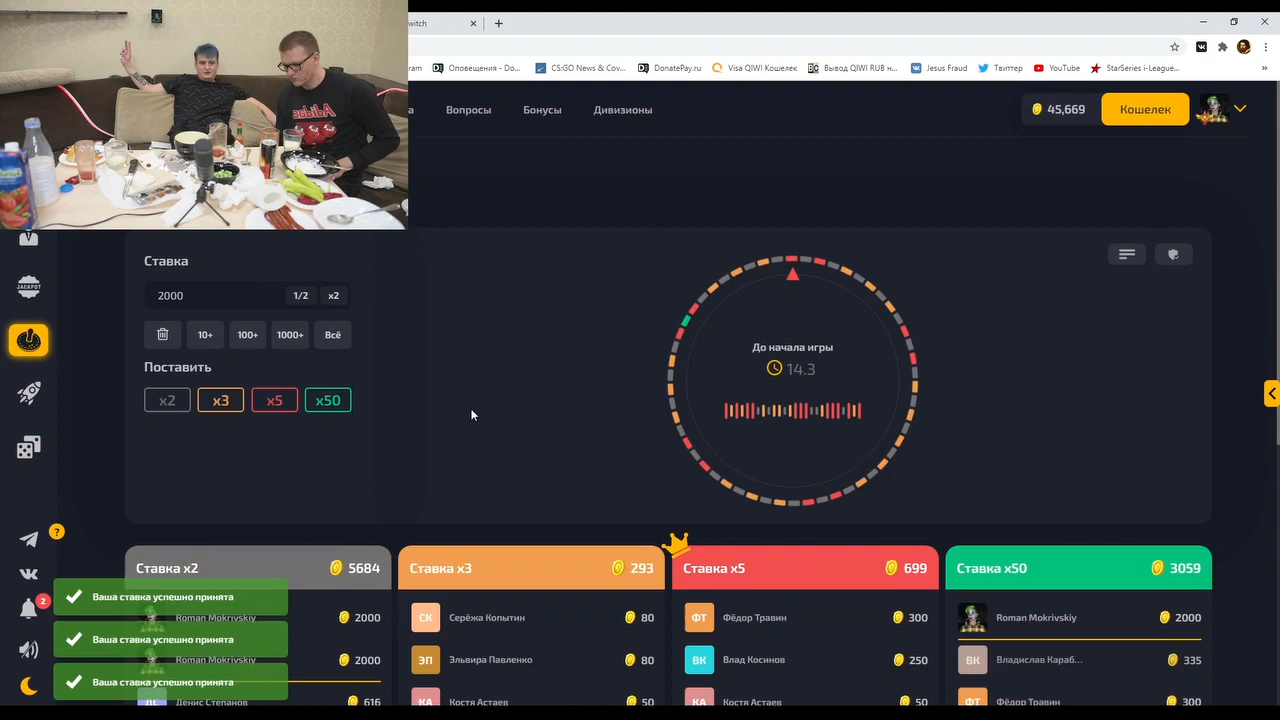 witch
ram
Оповещения - Do...
CS:GO News & Cov...
DonatePay.ru
Visa QIWI Кошелек
Вывод QIWI RUB н...
Jesus Fraud
Твиттер
YouTube
StarSeries i-League...
а
Вопросы
Бонусы
Дивизионы
45,669
Кошелек
Ставка
2000
1/2
x2
10+
100+
1000+
Всё
Поставить
x2
x3
x5
x50
До начала игры
14.3
JACKPOT
?
2
Ставка x2
5684
Ставка x3
293
Ставка x5
699
Ставка x50
3059
Ваша ставка успешно принята
Ваша ставка успешно принята
Ваша ставка успешно принята
Roman Mokrivskiy
2000
Roman Mokrivskiy
2000
Денис Степанов
616
СК
Серёжа Копытин
80
ЭП
Эльвира Павленко
80
КА
Костя Астаев
50
ФТ
Фёдор Травин
300
ВК
Влад Косинов
250
КА
Костя Астаев
50
Roman Mokrivskiy
2000
ВК
Владислав Караб...
335
ФТ
Фёдор Травин
300